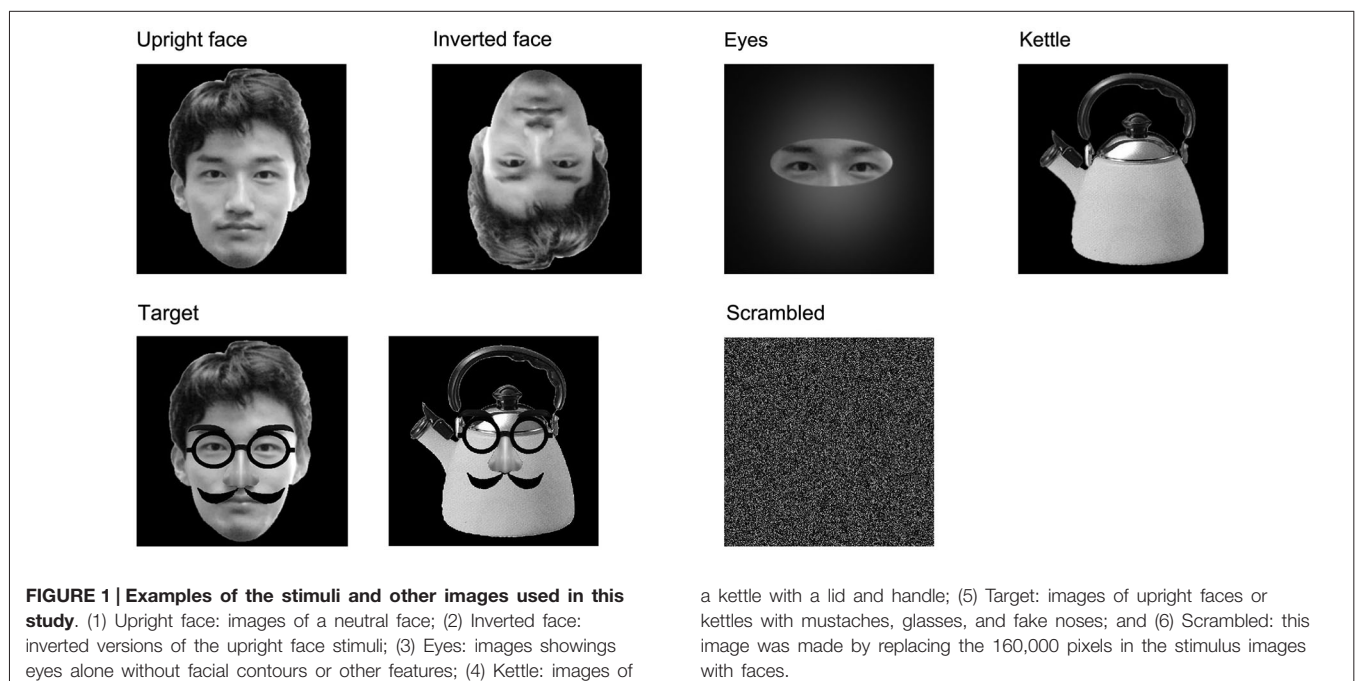 Upright face
Inverted face
Eyes
Kettle
Target
Scrambled
FIGURE 1 | Examples of the stimuli and other images used in this
study. (1) Upright face: images of a neutral face; (2) Inverted face:
inverted versions of the upright face stimuli; (3) Eyes: images showings
eyes alone without facial contours or other features; (4) Kettle: images of
a kettle with a lid and handle; (5) Target: images of upright faces or
kettles with mustaches, glasses, and fake noses; and (6) Scrambled: this
image was made by replacing the 160,000 pixels in the stimulus images
with faces.